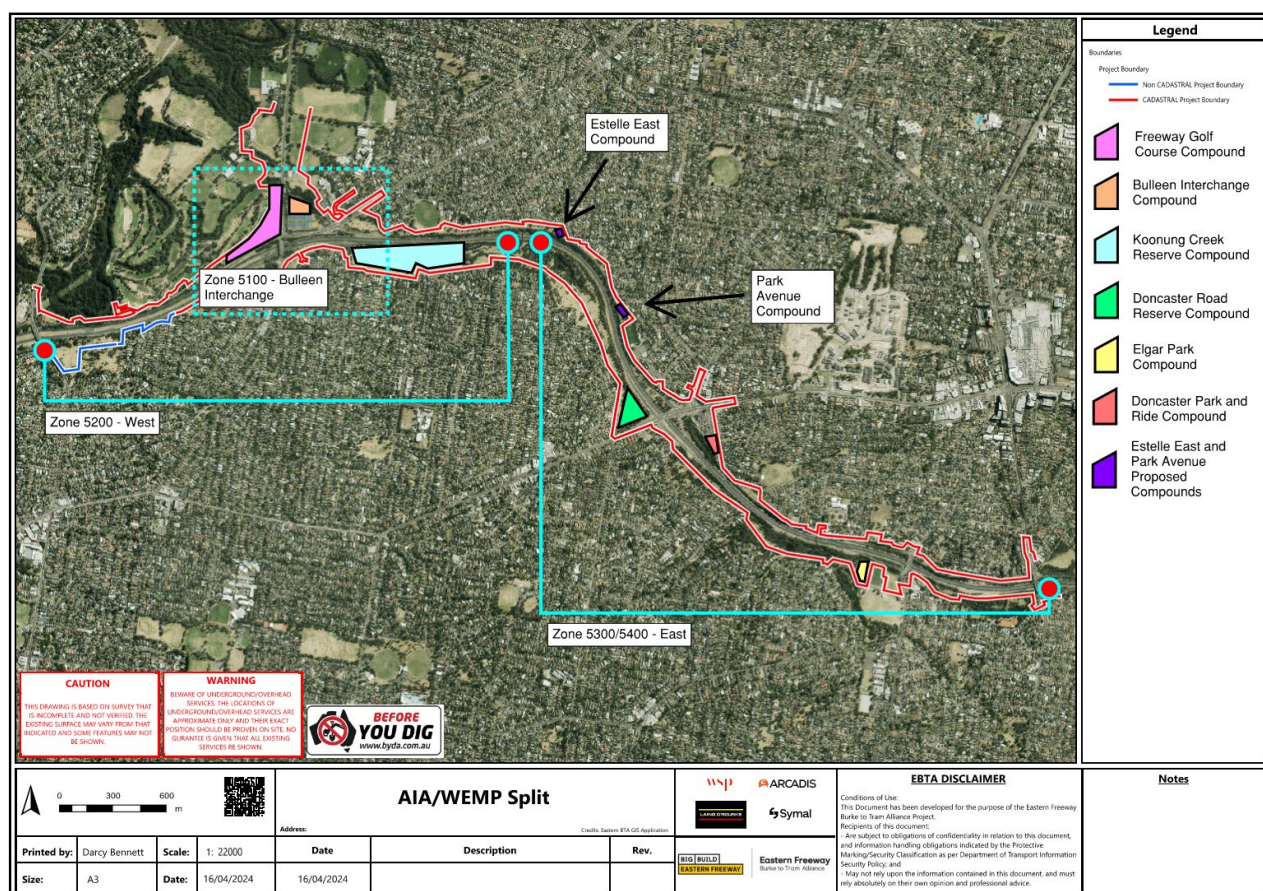 Estelle East
Compound
Zone 5100 - Bulleen
Interchange
Park
Avenue
Compound
Zone 5200 - West
Zone 5300/5400 - East
CAUTION
THIS DRAWING IS BASED ON SURVEY THAT
IS INCOMPLETE AND NOT VERIFIED. THE
EXISTING SURFACE MAY VARY FROM THAT
INDICATED AND SOME FEATURES MAY NOT
BE SHOWN.
WARNING
BEWARE OF UNDERGROUND/OVERHEAD
SERVICES. THE LOCATIONS OF
UNDERGROUND/OVERHEAD SERVICES ARE
APPROXIMATE ONLY AND THEIR EXACT
POSITION SHOULD BE PROVEN ON SITE. NO
GURANTEE IS GIVEN THAT ALL EXISTING
SERVICES RE SHOWN.
BEFORE
YOU DIG
www.byda.com.au
Legend
Boundaries
Project Boundary
Non CADASTRAL Project Boundary
CADASTRAL Project Boundary
Freeway Golf
Course Compound
Bulleen Interchange
Compound
Koonung Creek
Reserve Compound
Doncaster Road
Reserve Compound
Elgar Park
Compound
Doncaster Park and
Ride Compound
Estelle East and
Park Avenue
Proposed
Compounds
0 300 600
m
AIA/WEMP Split
Address:
Credits: Eastern BTA GIS Application
Printed by: Darcy Bennett Scale: 1: 22000 Date Description Rev.
Size: A3 Date: 16/04/2024 16/04/2024
wsp ARCADIS
LAING O'ROURKE Symal
BIG BUILD
EASTERN FREEWAY
Eastern Freeway
Burke to Tram Alliance
EBTA DISCLAIMER
Conditions of Use:
This Document has been developed for the purpose of the Eastern Freeway
Burke to Tram Alliance Project.
Recipients of this document:
- Are subject to obligations of confidentiality in relation to this document,
and information handling obligations indicated by the Protective
Marking/Security Classification as per Department of Transport Information
Security Policy; and
- May not rely upon the information contained in this document, and must
rely absolutely on their own opinion and professional advice.
Notes